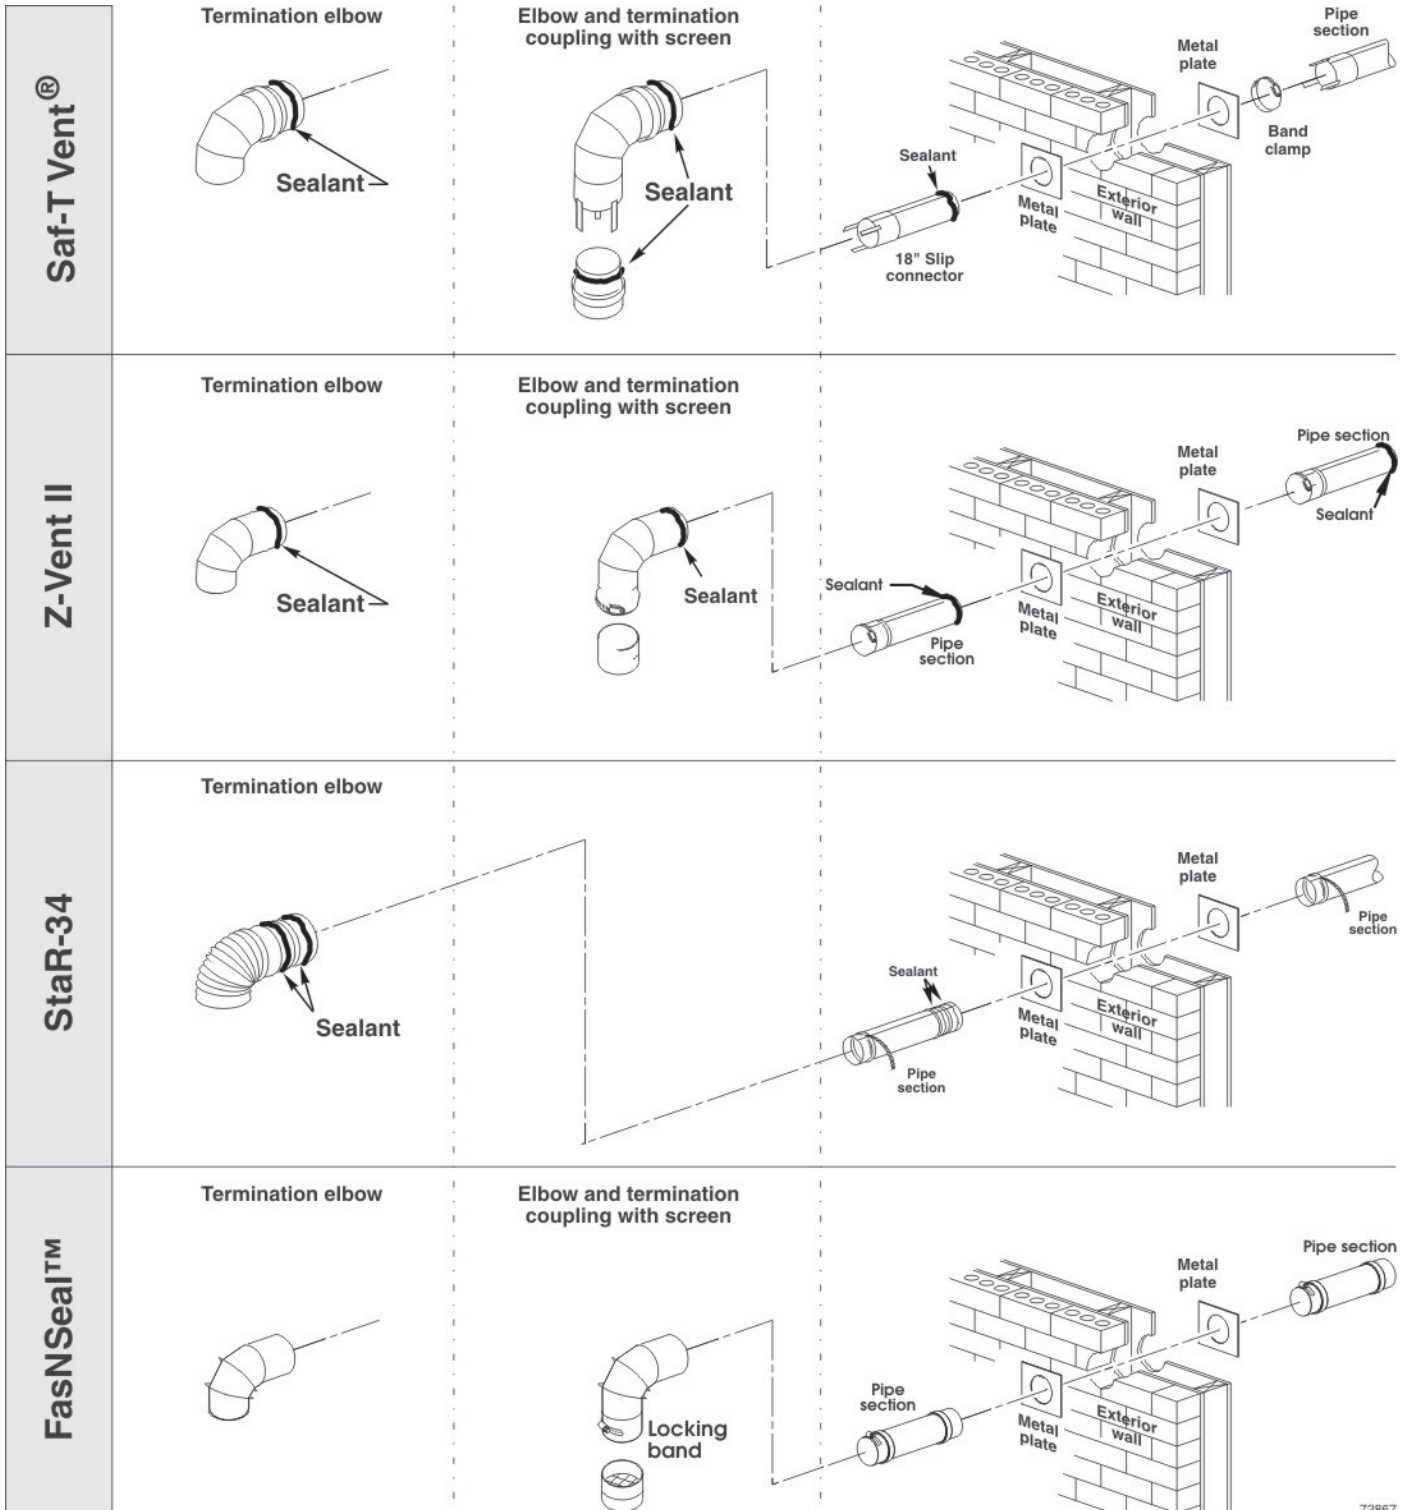 Saf-T Vent®
Termination elbow
Sealant
Elbow and termination
coupling with screen
Sealant
Sealant
18" Slip
connector
Metal
plate
Exterior
wall
Metal
plate
Band
clamp
Pipe
section
Z-Vent II
Termination elbow
Sealant
Elbow and termination
coupling with screen
Sealant
Sealant
Pipe
section
Metal
plate
Exterior
wall
Metal
plate
Pipe section
Sealant
StaR-34
Termination elbow
Sealant
Sealant
Pipe
section
Metal
plate
Exterior
wall
Metal
plate
Pipe
section
FasNSeal™
Termination elbow
Elbow and termination
coupling with screen
Locking
band
Pipe
section
Metal
plate
Exterior
wall
Metal
plate
Pipe section
72867